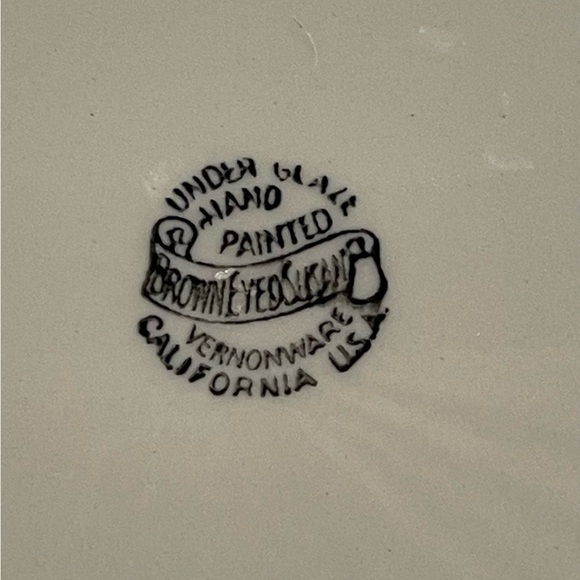 UNDER GLAZE
HAND
PAINTED
BROWN EYED SUSAN
VERNONWARE
CALIFORNIA U.S.A.